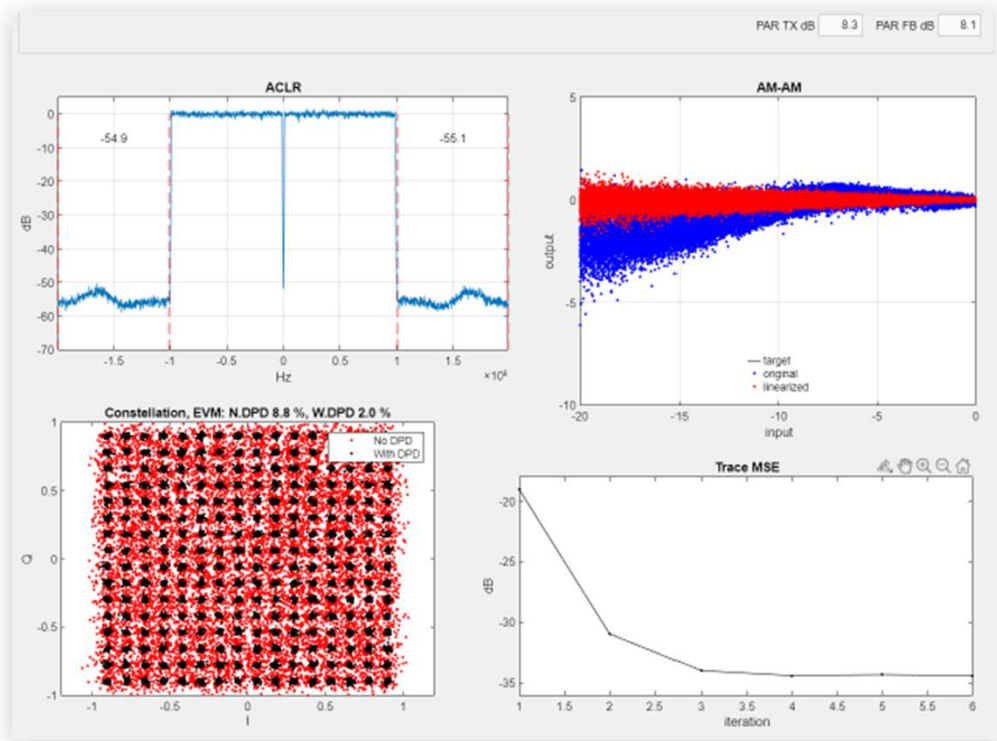 PAR TX dB 8.3 PAR FB dB 8.1
ACLR
0
-10
-20
-30
-40
-50
-60
-70
dB
-54.9
-55.1
-1.5 -1 -0.5 0 0.5 1 1.5
×10⁸
Hz
AM-AM
5
0
-5
-10
output
target
original
linearized
-20 -15 -10 -5 0
input
Constellation, EVM: N.DPD 8.8 %, W.DPD 2.0 %
No DPD
With DPD
1
0.5
0
-0.5
-1
Q
-1 -0.5 0 0.5 1
I
Trace MSE
-20
-25
-30
-35
dB
1 1.5 2 2.5 3 3.5 4 4.5 5 5.5 6
iteration